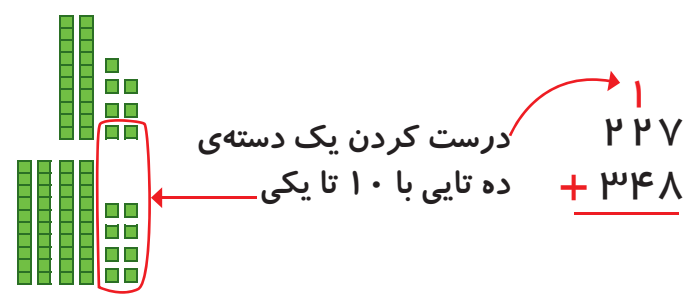 درست کردن یک دسته‌ی
ده تایی با ۱۰ تا یکی
۱
۲۲۷
+ ۳۴۸